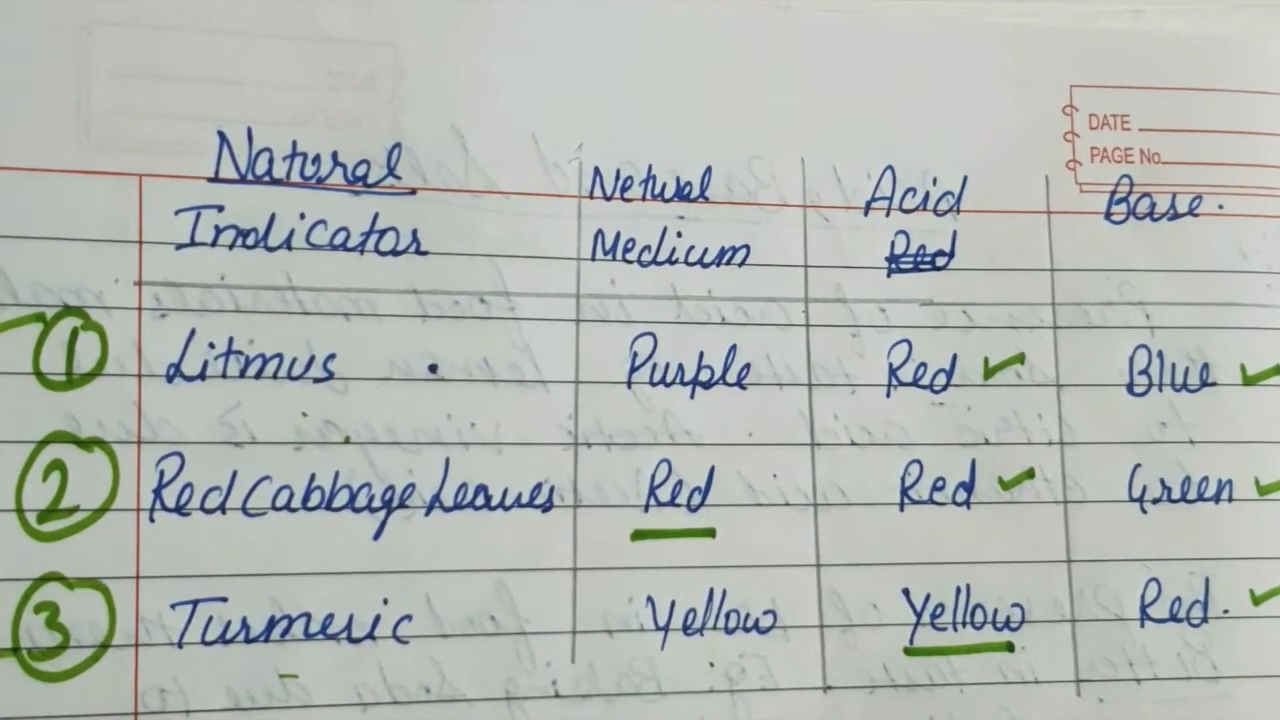 DATE
PAGE No.
Natural Netural Acid Base.
Indicator Medium Red
1 Litmus . Purple Red ✓ Blue ✓
2 Red Cabbage Leaves Red Red ✓ Green ✓
3 Turmeric Yellow Yellow Red. ✓